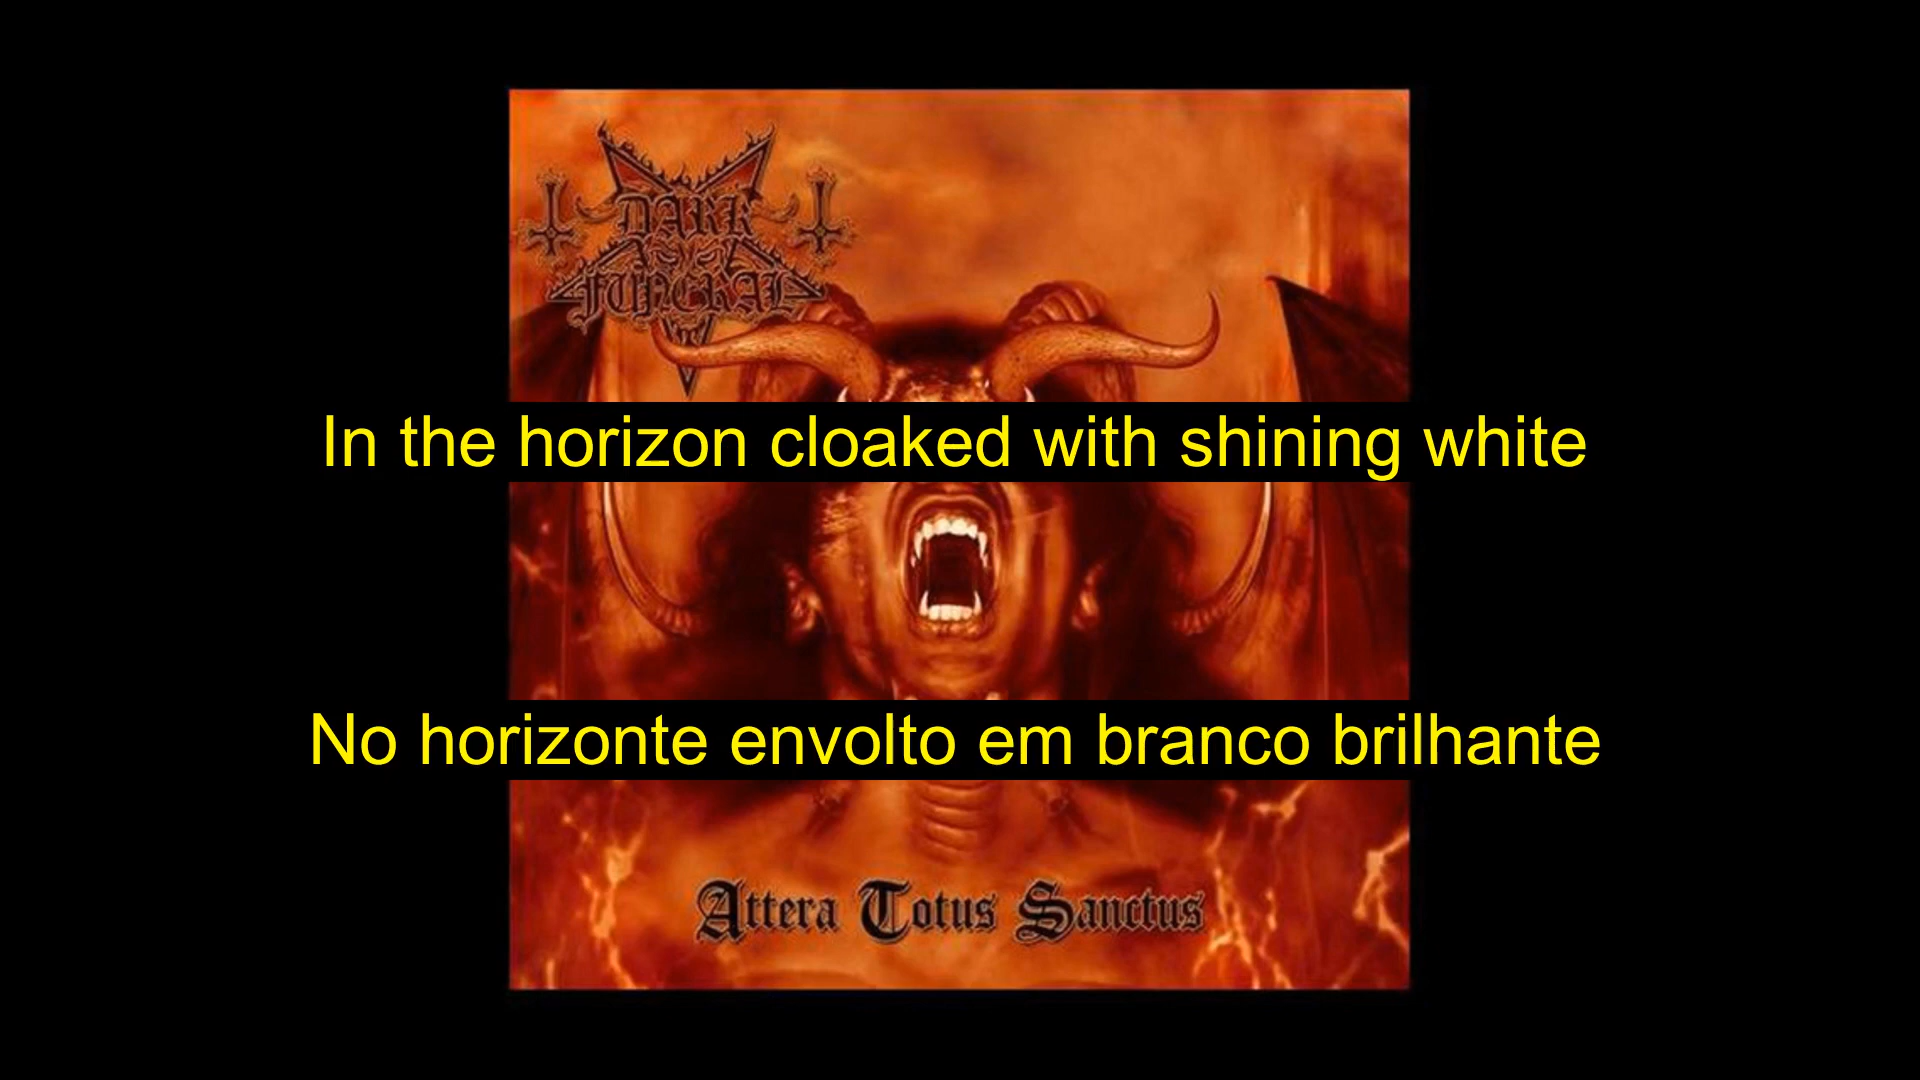 DARK
FUNERAL
In the horizon cloaked with shining white
No horizonte envolto em branco brilhante
Attera Totus Sanctus